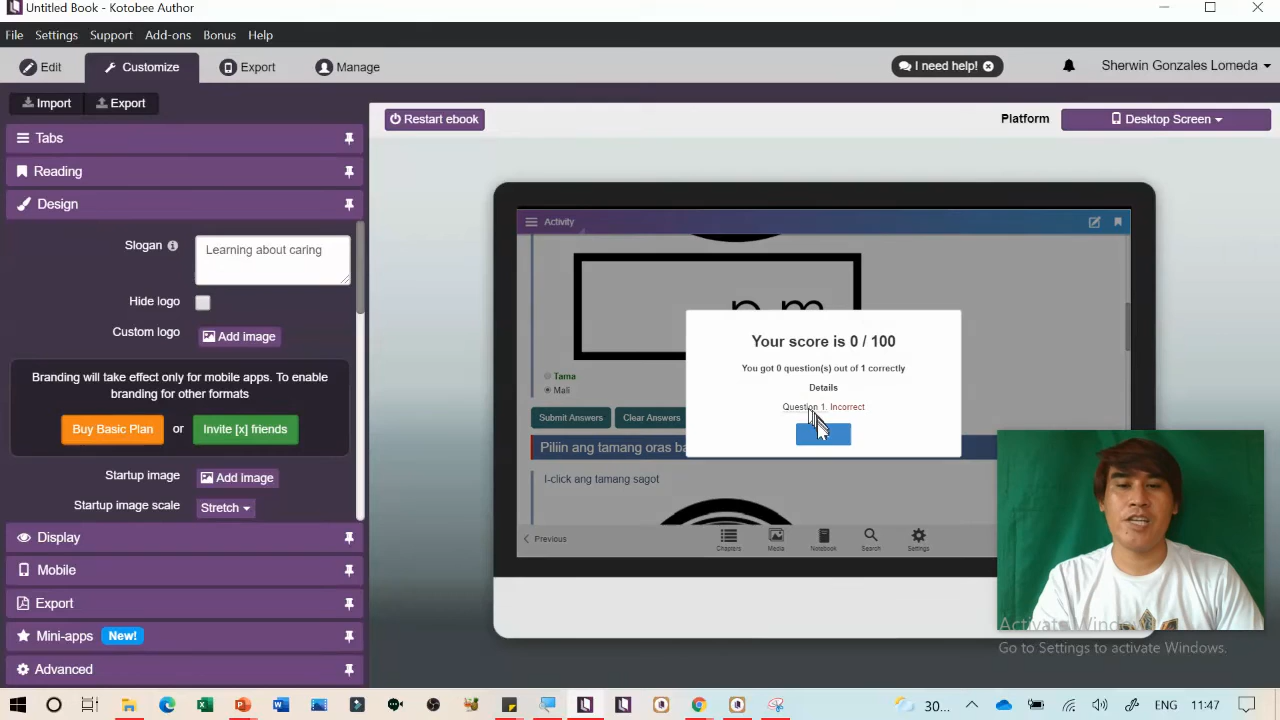 Untitled Book - Kotobee Author
File Settings Support Add-ons Bonus Help
Edit Customize Export Manage I need help! Sherwin Gonzales Lomeda
Import Export
Restart ebook Platform Desktop Screen
Tabs
Reading
Design
Slogan Learning about caring
Hide logo
Custom logo Add image
Branding will take effect only for mobile apps. To enable
branding for other formats
Buy Basic Plan or Invite [x] friends
Startup image Add image
Startup image scale Stretch
Display
Mobile
Export
Mini-apps New!
Advanced
Activity
p.m
Your score is 0 / 100
You got 0 question(s) out of 1 correctly
Details
Question 1. Incorrect
Tama
Mali
Submit Answers Clear Answers
Piliin ang tamang oras ba
I-click ang tamang sagot
Previous Chapters Media Notebook Search Settings
Activate Windows
Go to Settings to activate Windows.
30... ENG 11:47